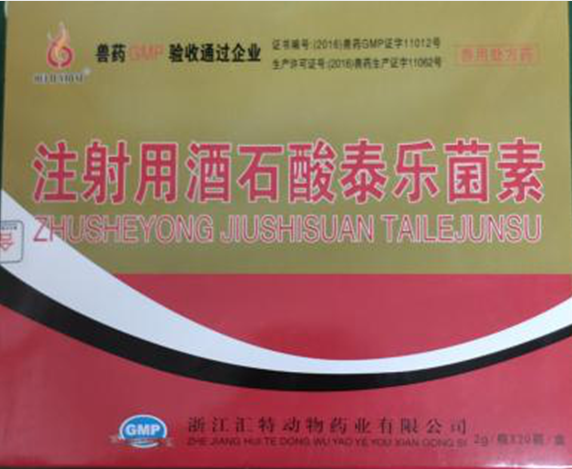 兽药GMP验收通过企业
证书编号:(2016)兽药GMP证字11012号
生产许可证号:(2016)兽药生产证字11062号
兽用处方药
注射用酒石酸泰乐菌素
ZHUSHEYONG JIUSHISUAN TAILEJUNSU
GMP
浙江汇特动物药业有限公司
ZHE JIANG HUI TE DONG WU YAO YE YOU XIAN GONG SI
2g/瓶X20瓶/盒